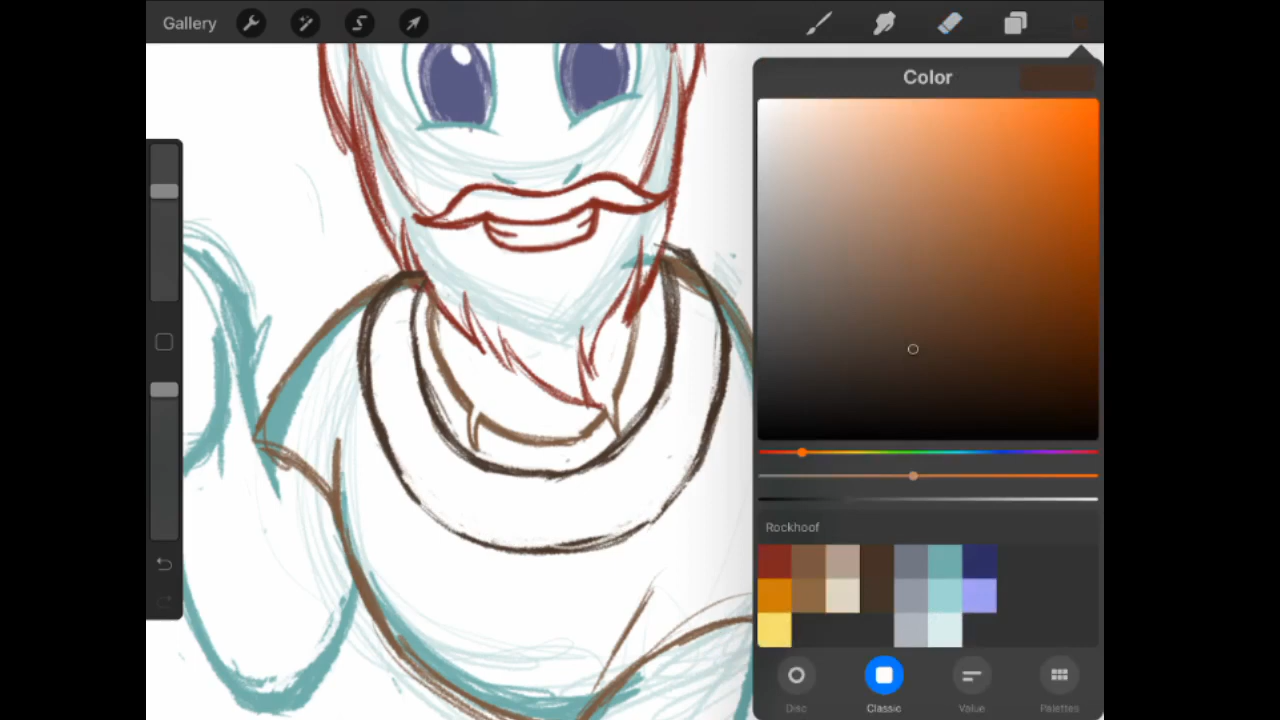 Gallery
Color
Rockhoof
Disc
Classic
Value
Palettes